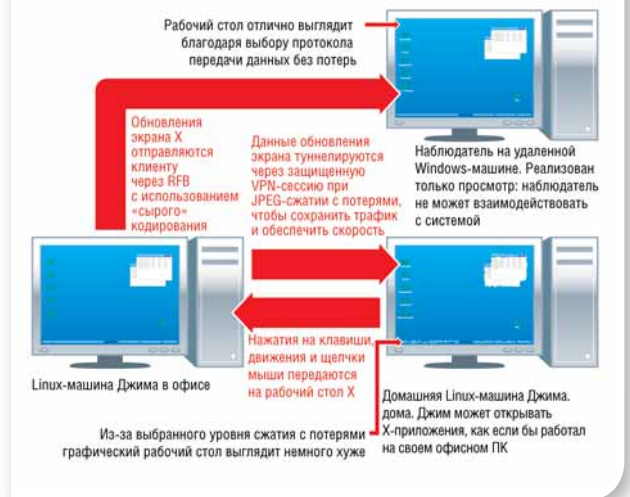 Рабочий стол отлично выглядит
благодаря выбору протокола
передачи данных без потерь
Обновления
экрана X
отправляются
клиенту
через RFB
с использованием
«сырого»
кодирования
Данные обновления
экрана туннелируются
через защищенную
VPN-сессию при
JPEG-сжатии с потерями,
чтобы сохранить трафик
и обеспечить скорость
Наблюдатель на удаленной
Windows-машине. Реализован
только просмотр: наблюдатель
не может взаимодействовать
с системой
Linux-машина Джима в офисе
Нажатия на клавиши,
движения и щелчки
мыши передаются
на рабочий стол X
Домашняя Linux-машина Джима.
дома. Джим может открывать
X-приложения, как если бы работал
на своем офисном ПК
Из-за выбранного уровня сжатия с потерями
графический рабочий стол выглядит немного хуже